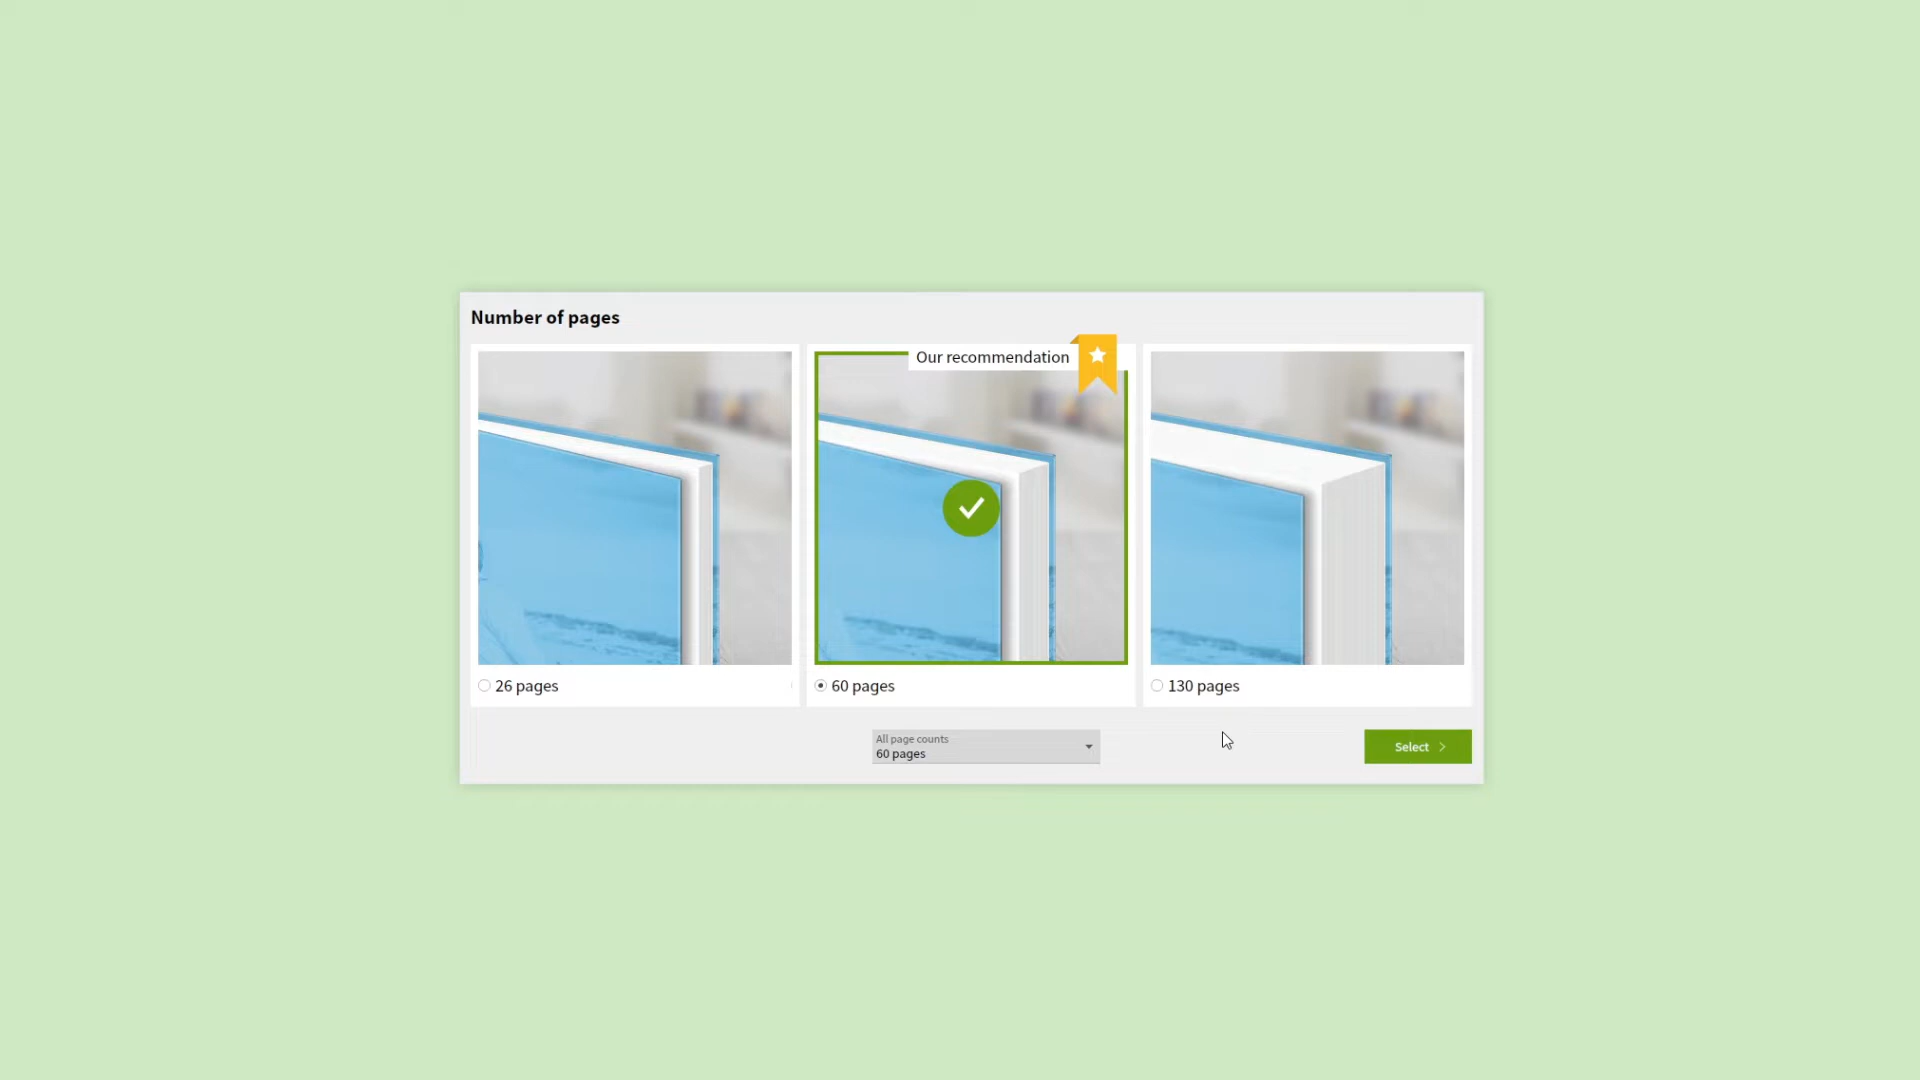 Number of pages
Our recommendation
26 pages
60 pages
130 pages
All page counts
60 pages
Select